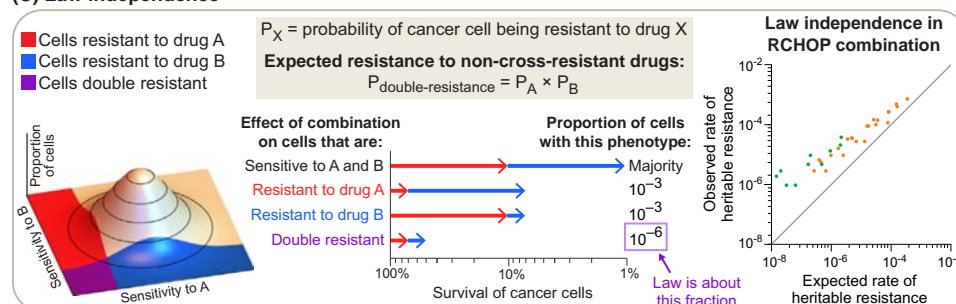 (C) Law independence
Cells resistant to drug A
Cells resistant to drug B
Cells double resistant
Proportion
of cells
Sensitivity to B
Sensitivity to A
P_X = probability of cancer cell being resistant to drug X
Expected resistance to non-cross-resistant drugs:
P_double-resistance = P_A × P_B
Effect of combination
on cells that are:
Proportion of cells
with this phenotype:
Sensitive to A and B
Majority
Resistant to drug A
10⁻³
Resistant to drug B
10⁻³
Double resistant
10⁻⁶
100%
10%
1%
Survival of cancer cells
Law is about
this fraction
Law independence in
RCHOP combination
Observed rate of
heritable resistance
10⁻²
10⁻⁴
10⁻⁶
10⁻⁸
10⁻⁸
10⁻⁶
10⁻⁴
10⁻²
Expected rate of
heritable resistance